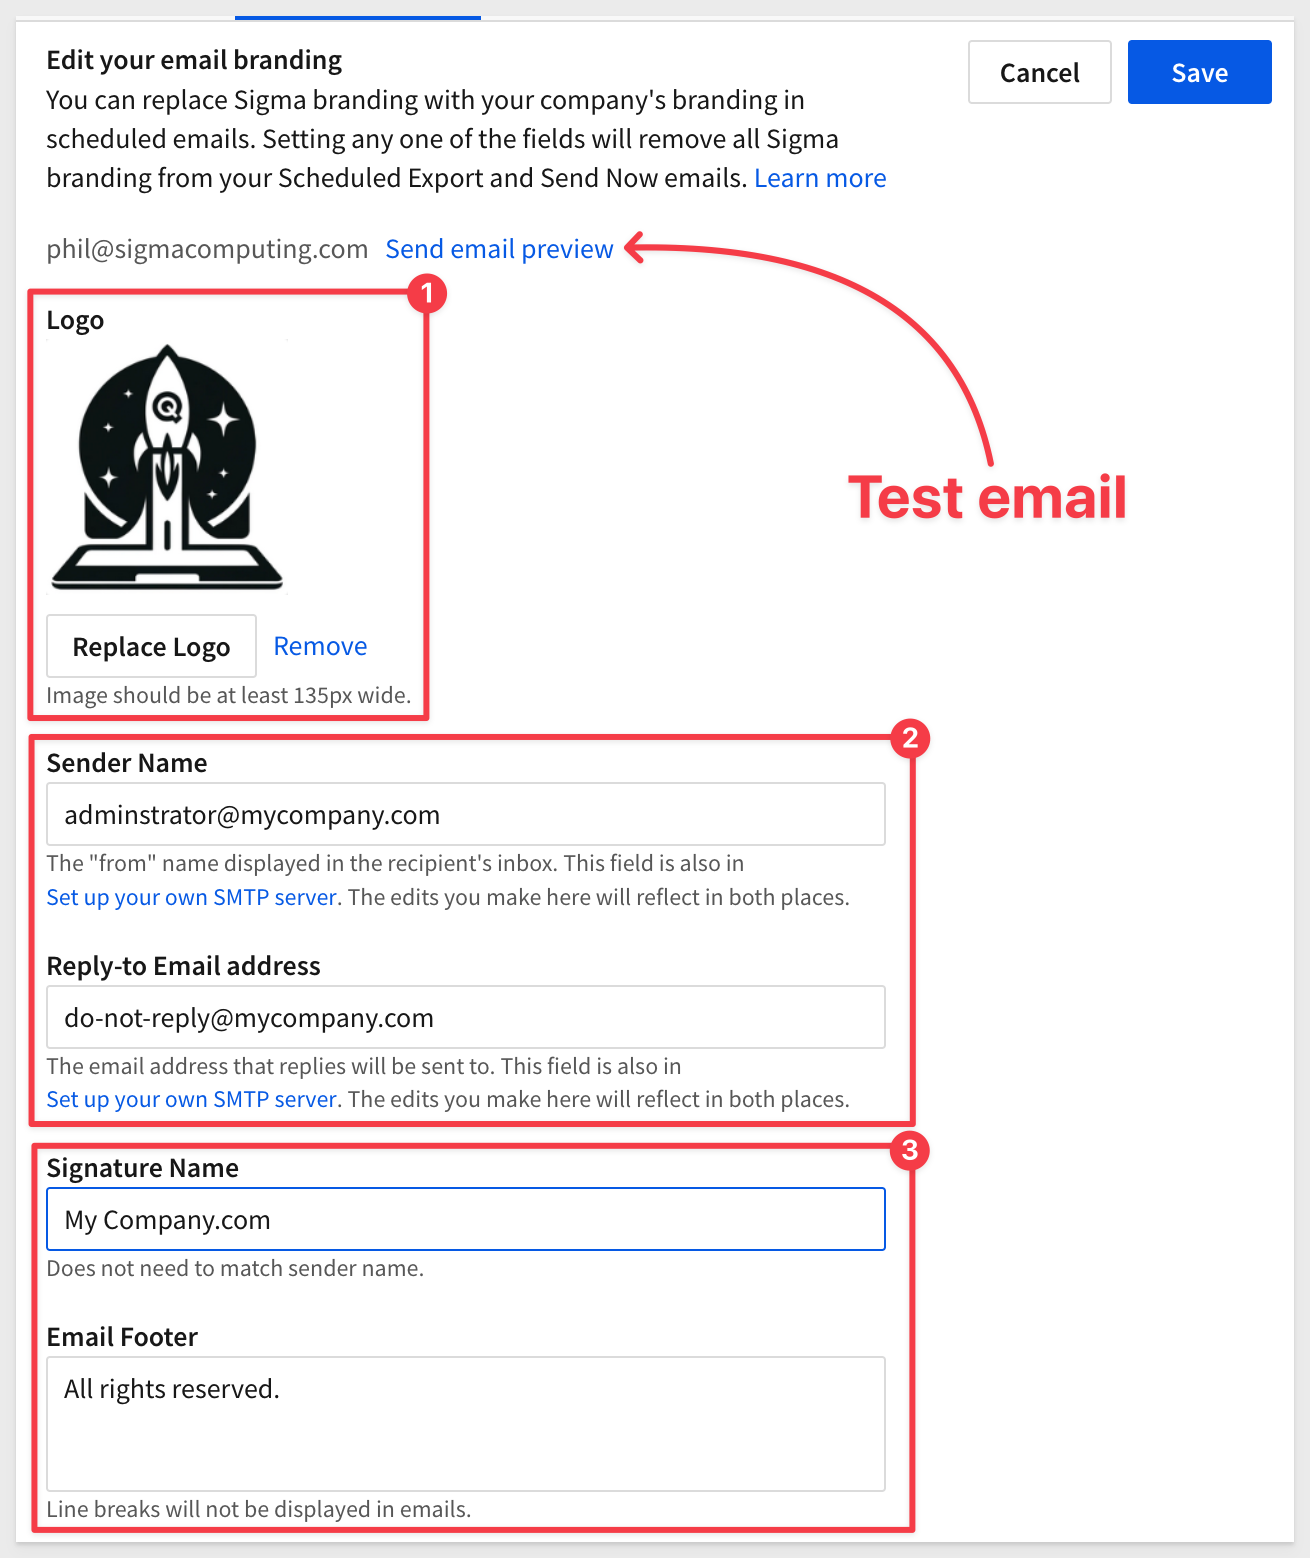 Edit your email branding
Cancel
Save
You can replace Sigma branding with your company's branding in
scheduled emails. Setting any one of the fields will remove all Sigma
branding from your Scheduled Export and Send Now emails. Learn more
phil@sigmacomputing.com Send email preview
1
Logo
Q
Test email
Replace Logo Remove
Image should be at least 135px wide.
2
Sender Name
adminstrator@mycompany.com
The "from" name displayed in the recipient's inbox. This field is also in
Set up your own SMTP server. The edits you make here will reflect in both places.
Reply-to Email address
do-not-reply@mycompany.com
The email address that replies will be sent to. This field is also in
Set up your own SMTP server. The edits you make here will reflect in both places.
3
Signature Name
My Company.com
Does not need to match sender name.
Email Footer
All rights reserved.
Line breaks will not be displayed in emails.